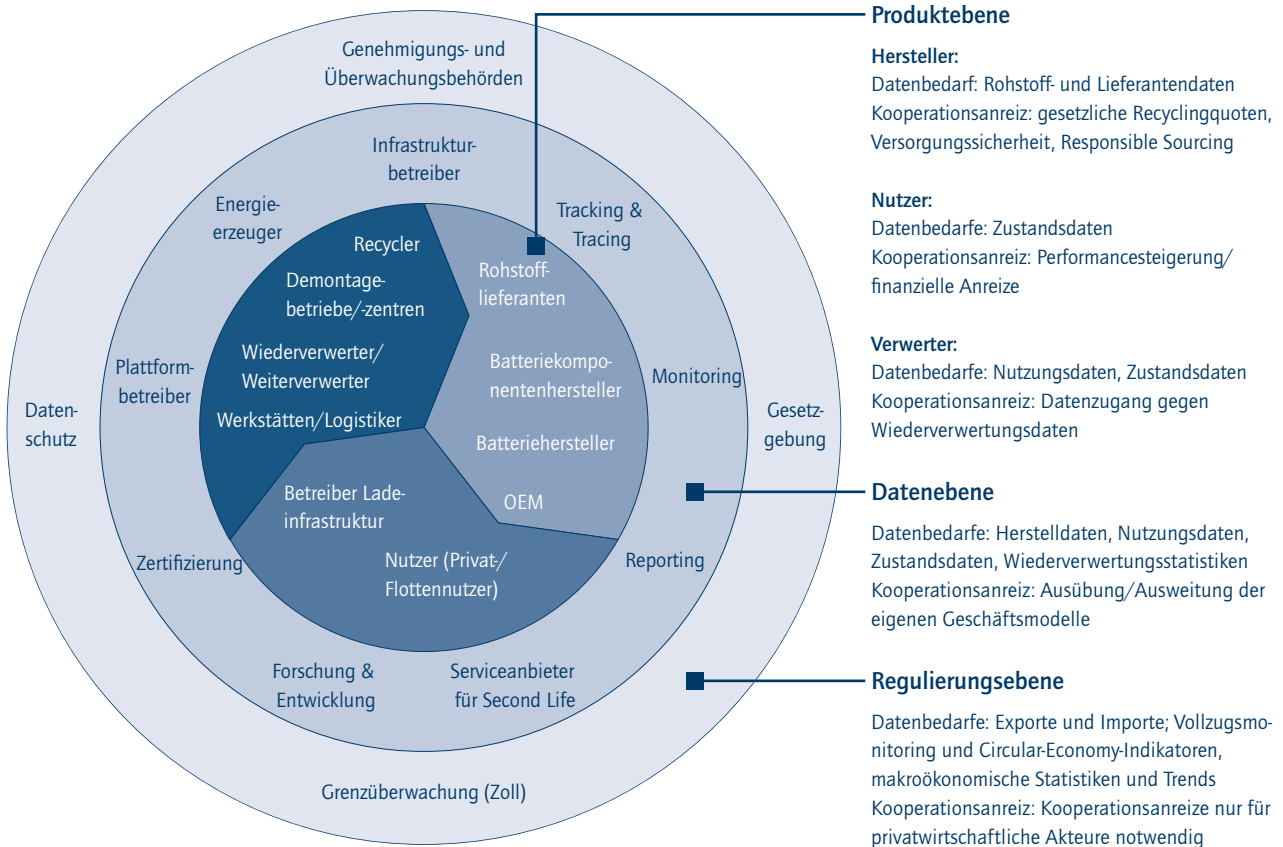 Genehmigungs- und
Überwachungsbehörden
Infrastruktur-
betreiber
Energie-
erzeuger
Tracking &
Tracing
Plattform-
betreiber
Monitoring
Daten-
schutz
Gesetz-
gebung
Zertifizierung
Reporting
Forschung &
Entwicklung
Serviceanbieter
für Second Life
Grenzüberwachung (Zoll)
Recycler
Demontage-
betriebe/-zentren
Wiederverwerter/
Weiterverwerter
Werkstätten/Logistiker
Rohstoff-
lieferanten
Batteriekompo-
nentenhersteller
Batteriehersteller
OEM
Betreiber Lade-
infrastruktur
Nutzer (Privat-/
Flottennutzer)
Produktebene
Hersteller:
Datenbedarf: Rohstoff- und Lieferantendaten
Kooperationsanreiz: gesetzliche Recyclingquoten,
Versorgungssicherheit, Responsible Sourcing
Nutzer:
Datenbedarfe: Zustandsdaten
Kooperationsanreiz: Performancesteigerung/
finanzielle Anreize
Verwerter:
Datenbedarfe: Nutzungsdaten, Zustandsdaten
Kooperationsanreiz: Datenzugang gegen
Wiederverwertungsdaten
Datenebene
Datenbedarfe: Herstelldaten, Nutzungsdaten,
Zustandsdaten, Wiederverwertungsstatistiken
Kooperationsanreiz: Ausübung/Ausweitung der
eigenen Geschäftsmodelle
Regulierungsebene
Datenbedarfe: Exporte und Importe; Vollzugsmo-
nitoring und Circular-Economy-Indikatoren,
makroökonomische Statistiken und Trends
Kooperationsanreiz: Kooperationsanreize nur für
privatwirtschaftliche Akteure notwendig